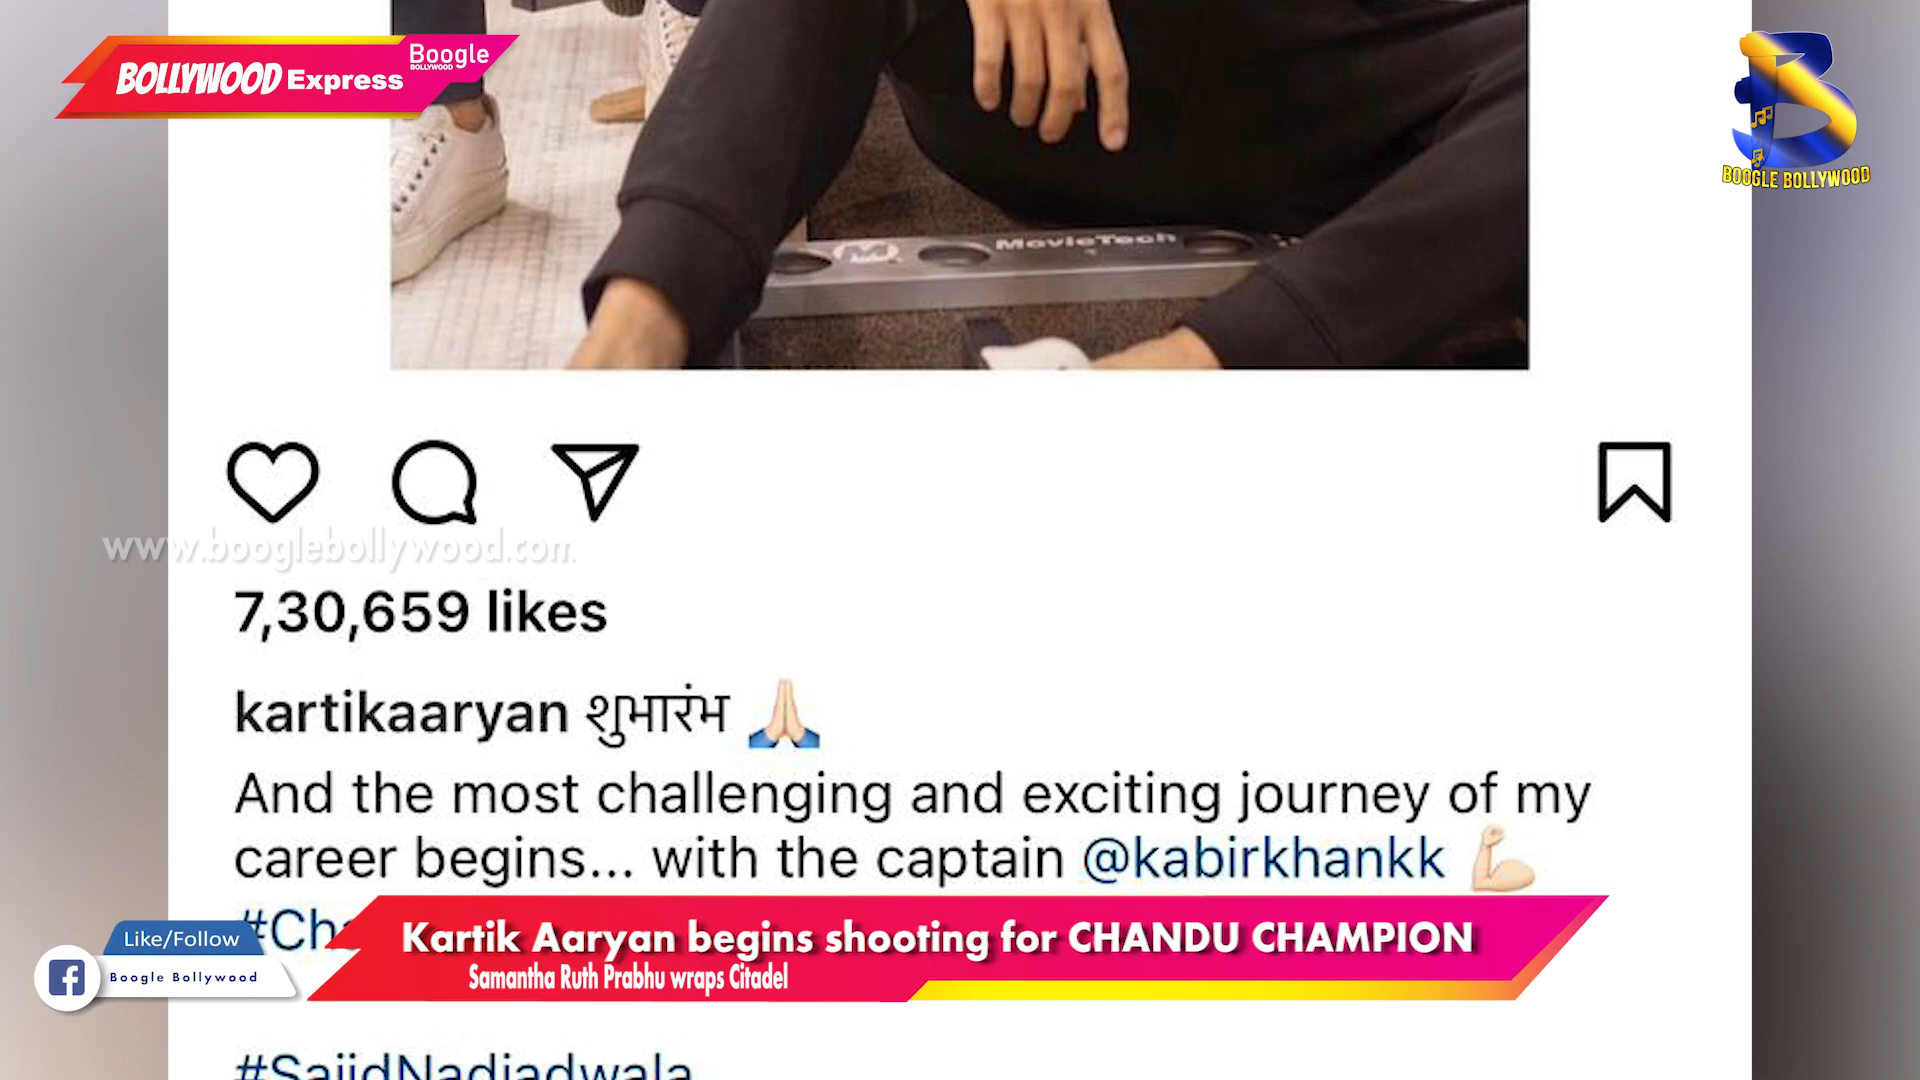 BOLLYWOOD Express
Boogle
BOLLYWOOD
BOOGLE BOLLYWOOD
MovieTech
www.booglebollywood.com
7,30,659 likes
kartikaaryan शुभारंभ 🙏🏻
And the most challenging and exciting journey of my
career begins... with the captain @kabirkhankk 💪🏻
#Ch
Like/Follow
Boogle Bollywood
Kartik Aaryan begins shooting for CHANDU CHAMPION
Samantha Ruth Prabhu wraps Citadel
#SajidNadiadwala